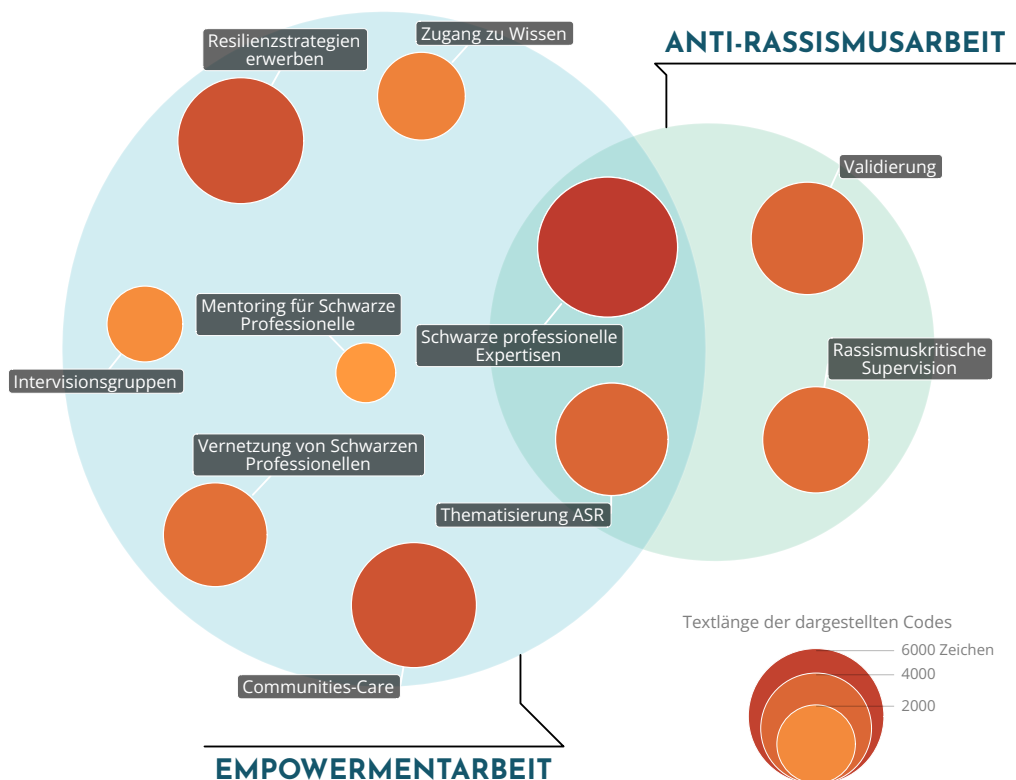 Resilienzstrategien
erwerben
Zugang zu Wissen
ANTI-RASSISMUSARBEIT
Validierung
Mentoring für Schwarze
Professionelle
Intervisionsgruppen
Schwarze professionelle
Expertisen
Rassismuskritische
Supervision
Vernetzung von Schwarzen
Professionellen
Thematisierung ASR
Communities-Care
EMPOWERMENTARBEIT
Textlänge der dargestellten Codes
6000 Zeichen
4000
2000